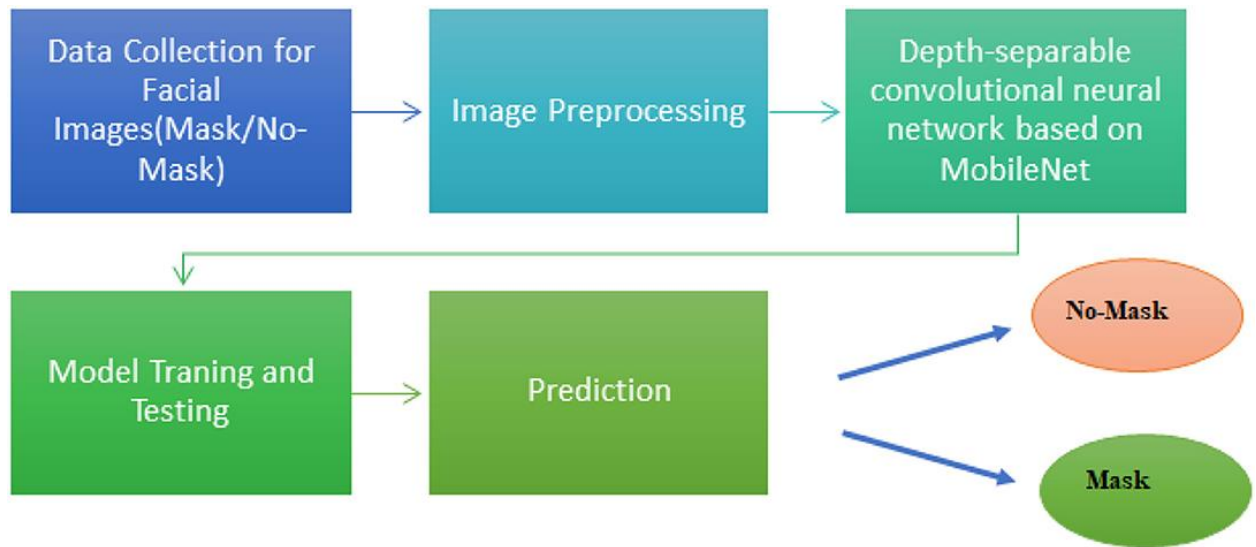 Data Collection for
Facial
Images(Mask/No-
Mask)
Image Preprocessing
Depth-separable
convolutional neural
network based on
MobileNet
Model Traning and
Testing
Prediction
No-Mask
Mask